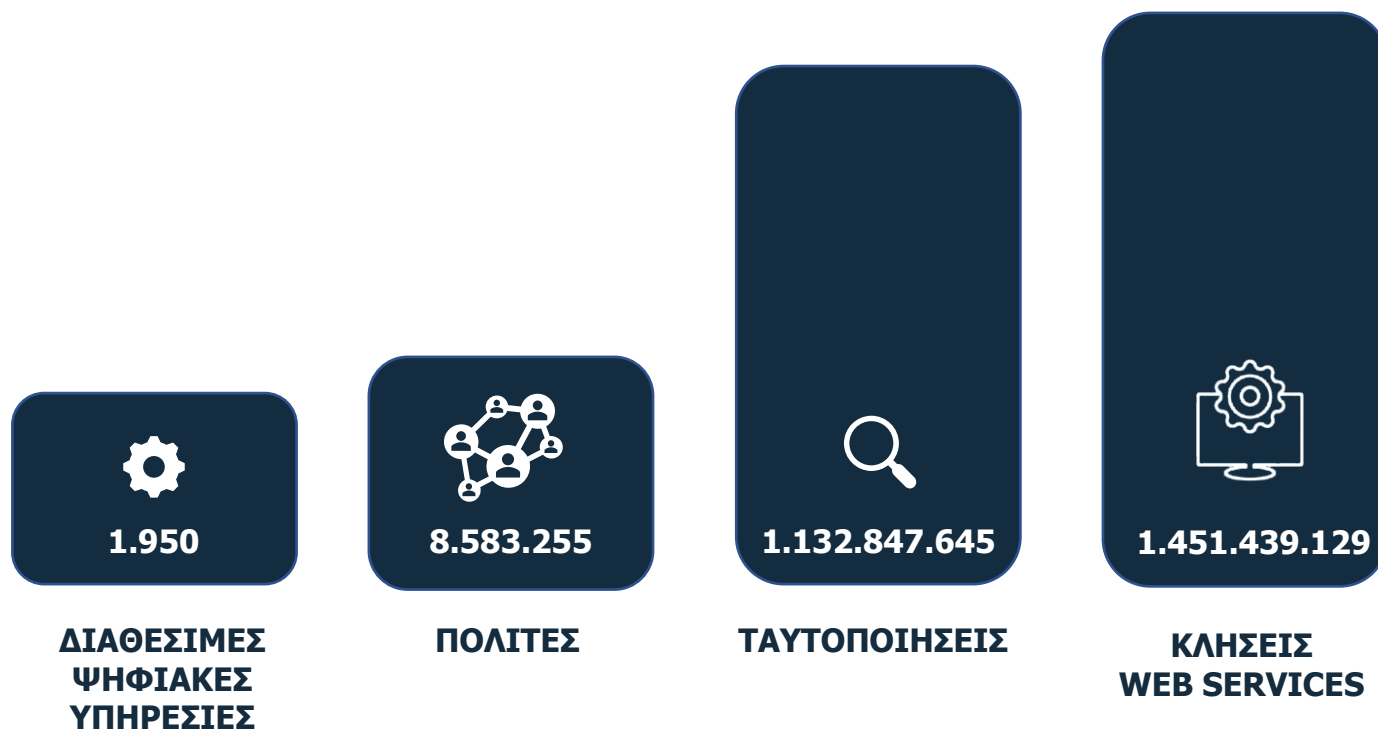 1.950
ΔΙΑΘΕΣΙΜΕΣ
ΨΗΦΙΑΚΕΣ
ΥΠΗΡΕΣΙΕΣ
8.583.255
ΠΟΛΙΤΕΣ
1.132.847.645
ΤΑΥΤΟΠΟΙΗΣΕΙΣ
1.451.439.129
ΚΛΗΣΕΙΣ
WEB SERVICES